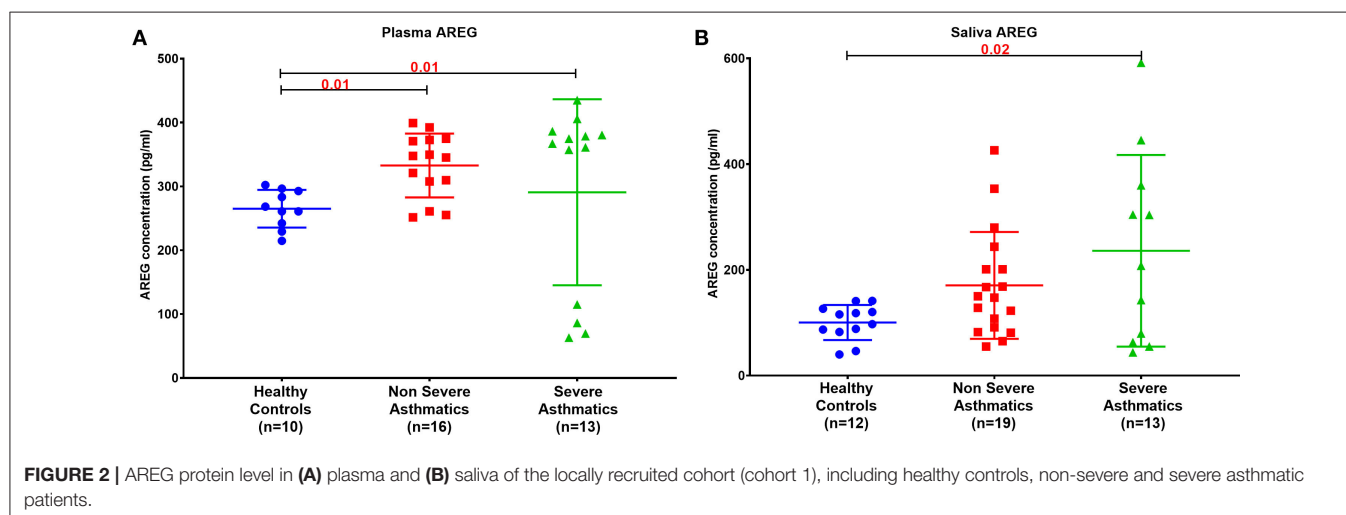 A
Plasma AREG
500
400
300
200
100
0
AREG concentration (pg/ml)
0.01
0.01
Healthy
Controls
(n=10)
Non Severe
Asthmatics
(n=16)
Severe
Asthmatics
(n=13)
B
Saliva AREG
600
400
200
0
AREG concentration (pg/ml)
0.02
Healthy
Controls
(n=12)
Non Severe
Asthmatics
(n=19)
Severe
Asthmatics
(n=13)
FIGURE 2 | AREG protein level in (A) plasma and (B) saliva of the locally recruited cohort (cohort 1), including healthy controls, non-severe and severe asthmatic
patients.